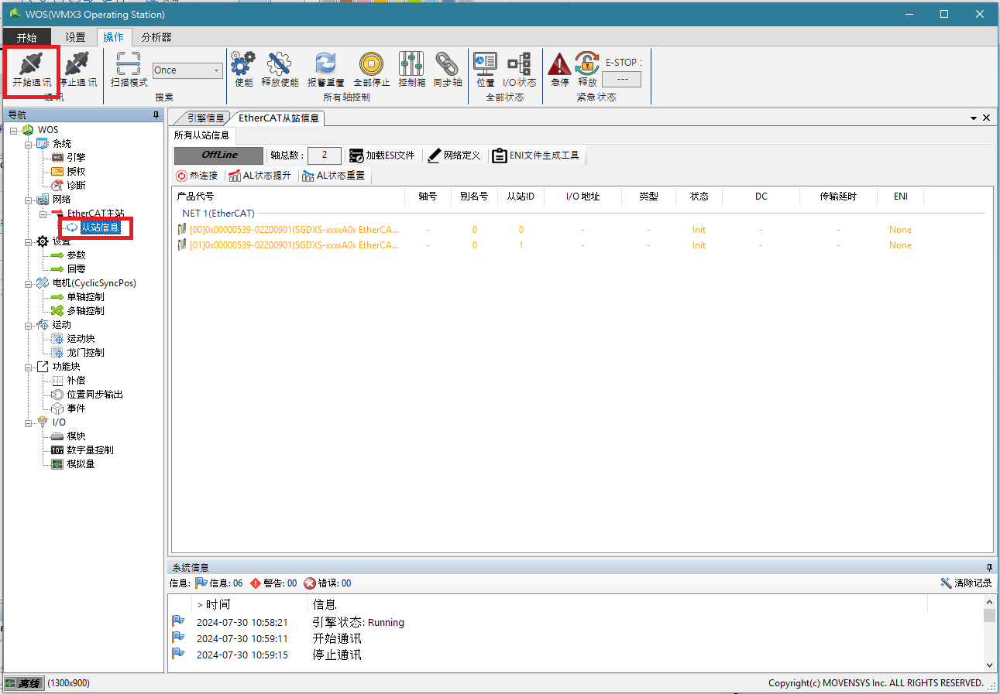 WOS(WMX3 Operating Station)
开始 设置 操作 分析器
开始通讯 停止通讯 扫描模式 Once 使能 释放使能 报警重置 全部停止 控制箱 同步轴 位置 I/O状态 急停 释放 E-STOP : ---
通讯 搜索 所有轴控制 全部状态 紧急状态
导航
WOS
系统
引擎
授权
诊断
网络
EtherCAT主站
从站信息
设置
参数
回零
电机(CyclicSyncPos)
单轴控制
多轴控制
运动
运动块
龙门控制
功能块
补偿
位置同步输出
事件
I/O
模块
数字量控制
模拟量
引擎信息 EtherCAT从站信息
所有从站信息
OffLine 轴总数 : 2 加载ESI文件 网络定义 ENI文件生成工具
热连接 AL状态提升 AL状态重置
产品代号 轴号 别名号 从站ID I/O 地址 类型 状态 DC 传输延时 ENI
NET 1(EtherCAT)
[00]0x00000539-02200901(SGDXS-xxxxA0x EtherCA... - 0 0 - - Init - - None
[01]0x00000539-02200901(SGDXS-xxxxA0x EtherCA... - 0 1 - - Init - - None
系统信息
信息: 信息: 06 警告: 00 错误: 00 清除记录
> 时间 信息
2024-07-30 10:58:21 引擎状态: Running
2024-07-30 10:59:11 开始通讯
2024-07-30 10:59:15 停止通讯
离线 (1300x900) Copyright(c) MOVENSYS Inc. ALL RIGHTS RESERVED.